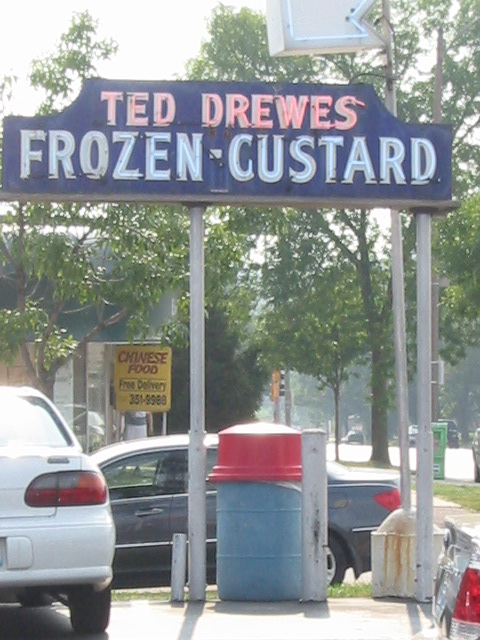 TED DREWES
FROZEN-CUSTARD
CHINESE
FOOD
Free Delivery
351-9988